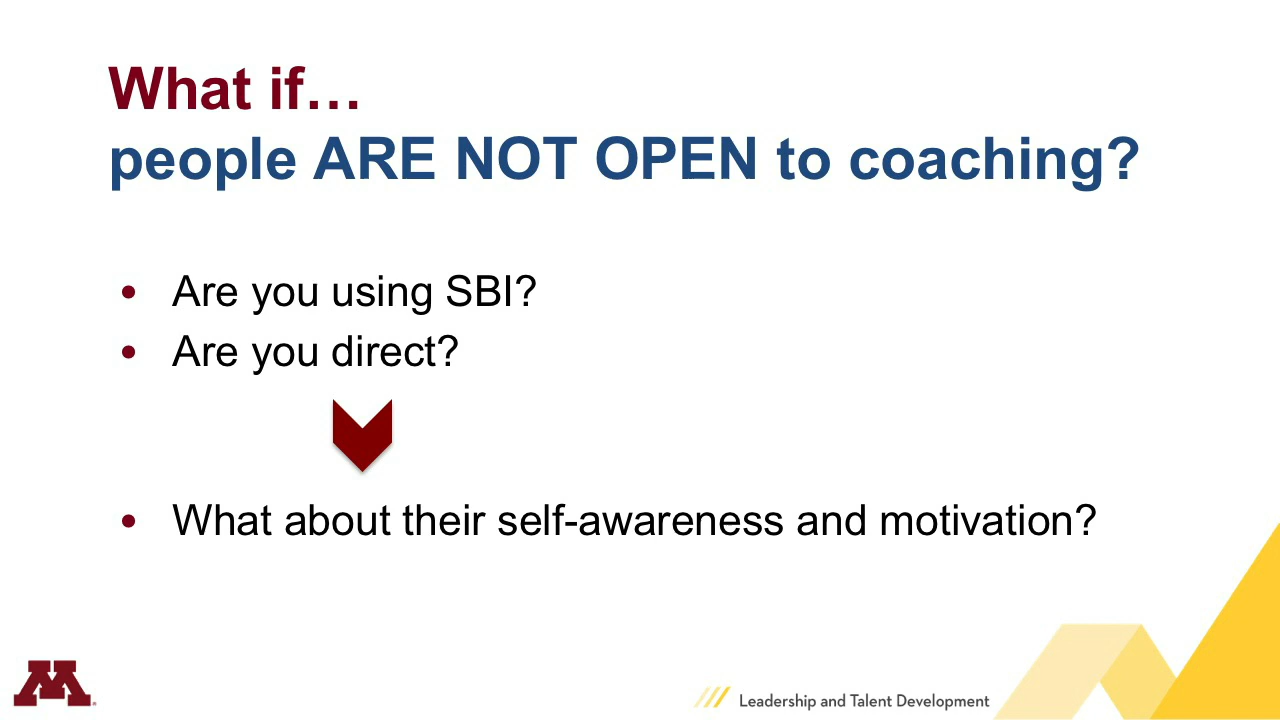 What if…
people ARE NOT OPEN to coaching?
• Are you using SBI?
• Are you direct?
• What about their self-awareness and motivation?
M
Leadership and Talent Development